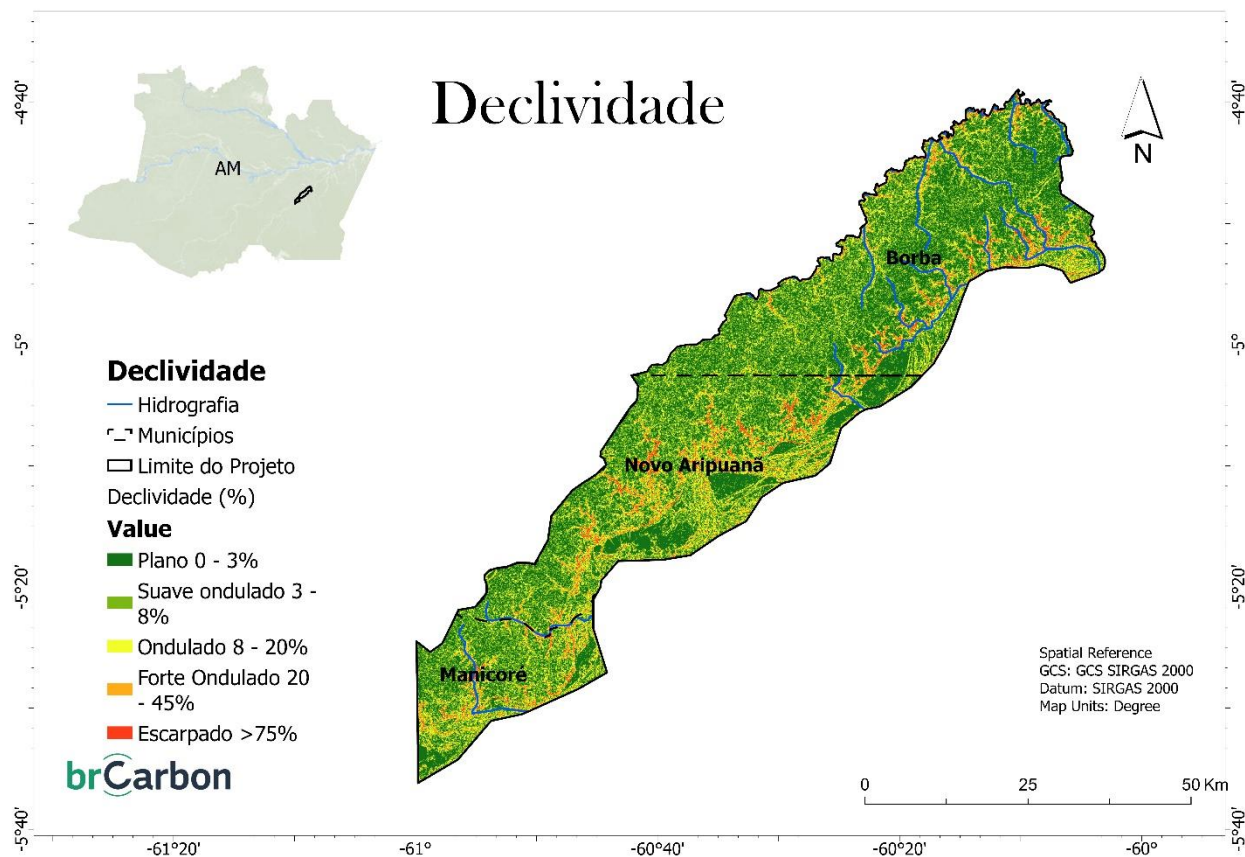 Declividade
AM
N
Borba
Novo Aripuanã
Manicoré
Declividade
Hidrografia
Municípios
Limite do Projeto
Declividade (%)
Value
Plano 0 - 3%
Suave ondulado 3 -
8%
Ondulado 8 - 20%
Forte Ondulado 20
- 45%
Escarpado >75%
brCarbon
Spatial Reference
GCS: GCS SIRGAS 2000
Datum: SIRGAS 2000
Map Units: Degree
0 25 50 Km
-4°40'
-5°
-5°20'
-5°40'
-4°40'
-5°
-5°20'
-5°40'
-61°20' -61° -60°40' -60°20' -60°